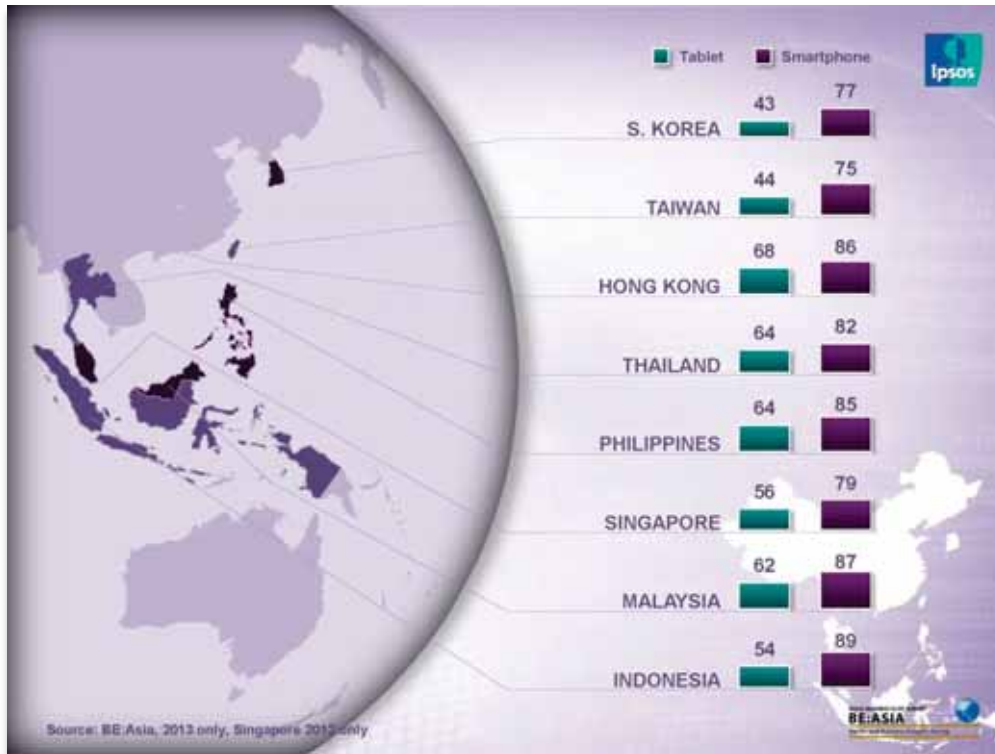 Tablet Smartphone
Ipsos
43 77
S. KOREA
44 75
TAIWAN
68 86
HONG KONG
64 82
THAILAND
64 85
PHILIPPINES
56 79
SINGAPORE
62 87
MALAYSIA
54 89
INDONESIA
Source: BE:Asia, 2013 only, Singapore 2012 only
BE:ASIA